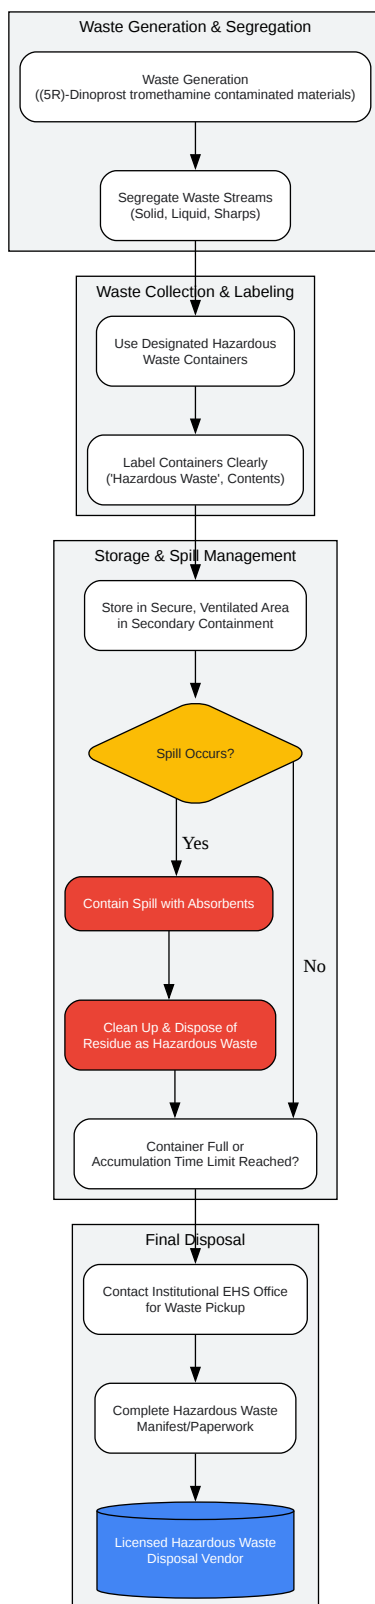 Waste Generation & Segregation
Waste Generation
((5R)-Dinoprost tromethamine contaminated materials)
Segregate Waste Streams
(Solid, Liquid, Sharps)
Waste Collection & Labeling
Use Designated Hazardous
Waste Containers
Label Containers Clearly
('Hazardous Waste', Contents)
Storage & Spill Management
Store in Secure, Ventilated Area
in Secondary Containment
Spill Occurs?
Yes
Contain Spill with Absorbents
No
Clean Up & Dispose of
Residue as Hazardous Waste
Container Full or
Accumulation Time Limit Reached?
Final Disposal
Contact Institutional EHS Office
for Waste Pickup
Complete Hazardous Waste
Manifest/Paperwork
Licensed Hazardous Waste
Disposal Vendor